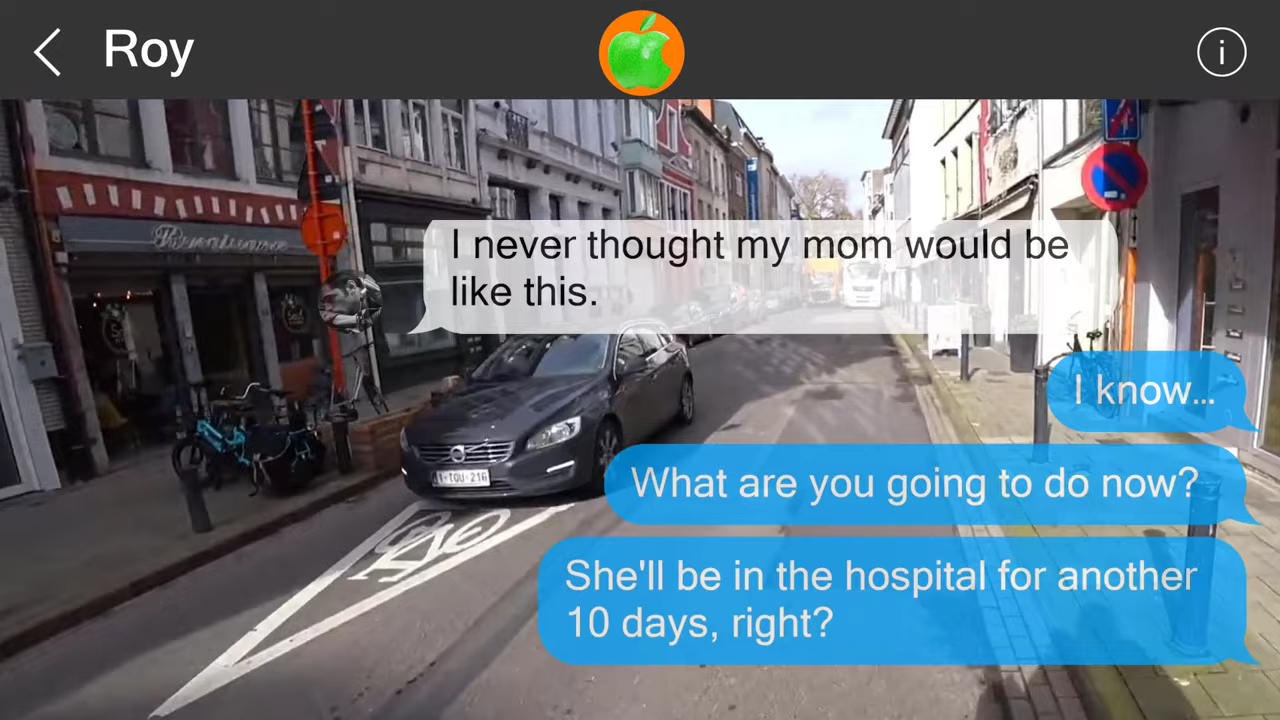 Roy
i
Renaissance
I never thought my mom would be
like this.
I know...
What are you going to do now?
She'll be in the hospital for another
10 days, right?